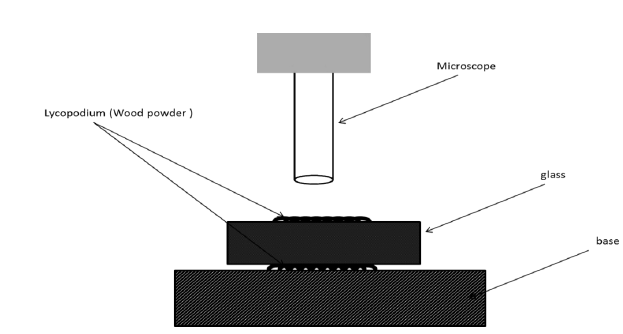 Microscope
Lycopodium (Wood powder )
glass
base